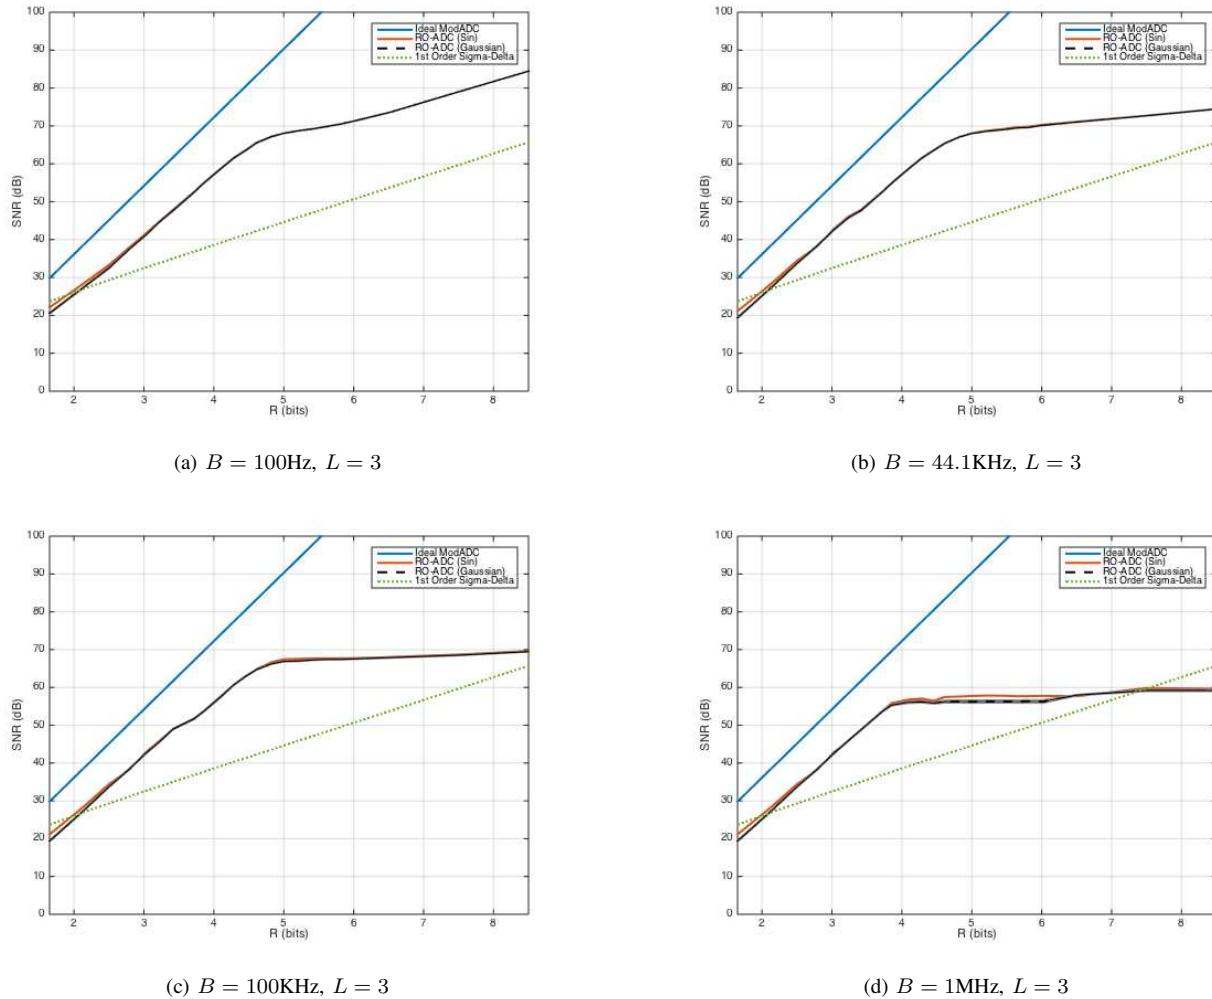 100
90
80
70
60
50
40
30
20
10
0
SNR (dB)
2 3 4 5 6 7 8
R (bits)
Ideal ModADC
RO-ADC (Sin)
RO-ADC (Gaussian)
1st Order Sigma-Delta
(a) B = 100Hz, L = 3
100
90
80
70
60
50
40
30
20
10
0
SNR (dB)
2 3 4 5 6 7 8
R (bits)
Ideal ModADC
RO-ADC (Sin)
RO-ADC (Gaussian)
1st Order Sigma-Delta
(b) B = 44.1KHz, L = 3
100
90
80
70
60
50
40
30
20
10
0
SNR (dB)
2 3 4 5 6 7 8
R (bits)
Ideal ModADC
RO-ADC (Sin)
RO-ADC (Gaussian)
1st Order Sigma-Delta
(c) B = 100KHz, L = 3
100
90
80
70
60
50
40
30
20
10
0
SNR (dB)
2 3 4 5 6 7 8
R (bits)
Ideal ModADC
RO-ADC (Sin)
RO-ADC (Gaussian)
1st Order Sigma-Delta
(d) B = 1MHz, L = 3